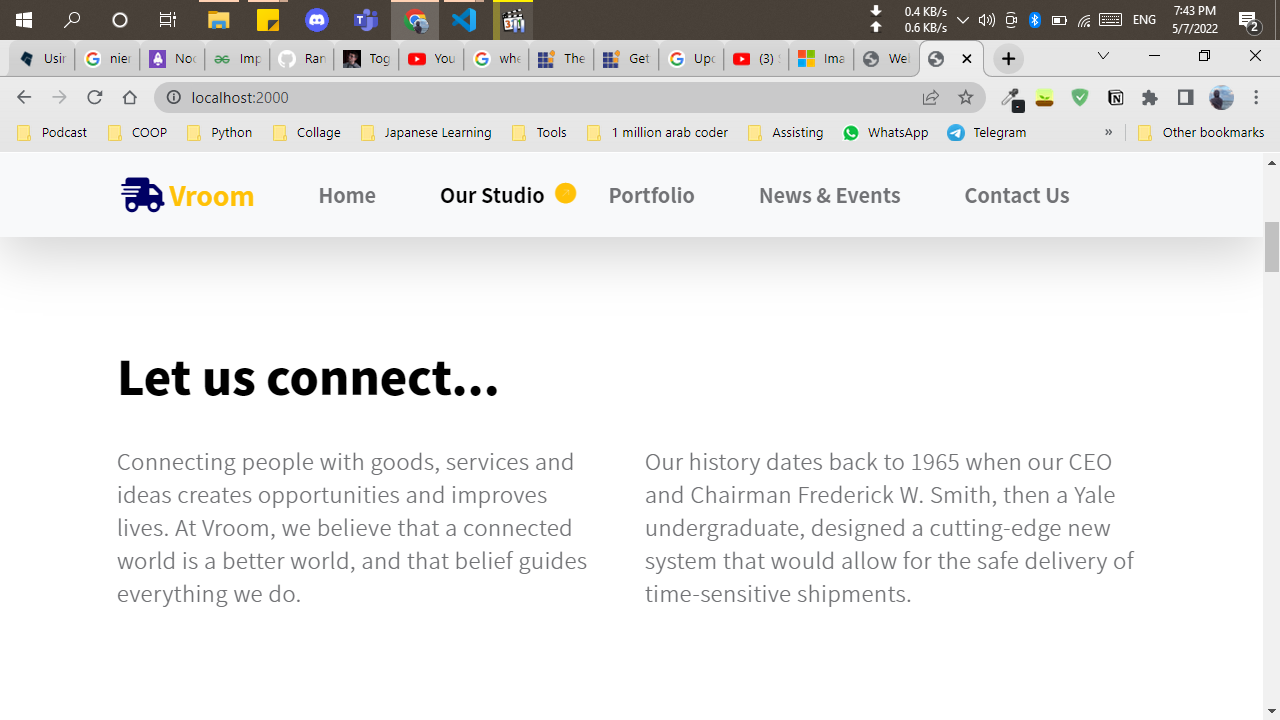 0.4 KB/s
0.6 KB/s
ENG
7:43 PM
5/7/2022
2
Usin
nier
Noc
Imp
Ran
Tog
You
whe
The
Get
Upc
(3)
Ima
Wel
localhost:2000
Podcast
COOP
Python
Collage
Japanese Learning
Tools
1 million arab coder
Assisting
WhatsApp
Telegram
»
Other bookmarks
Vroom
Home
Our Studio
Portfolio
News & Events
Contact Us
Let us connect...
Connecting people with goods, services and
ideas creates opportunities and improves
lives. At Vroom, we believe that a connected
world is a better world, and that belief guides
everything we do.
Our history dates back to 1965 when our CEO
and Chairman Frederick W. Smith, then a Yale
undergraduate, designed a cutting-edge new
system that would allow for the safe delivery of
time-sensitive shipments.